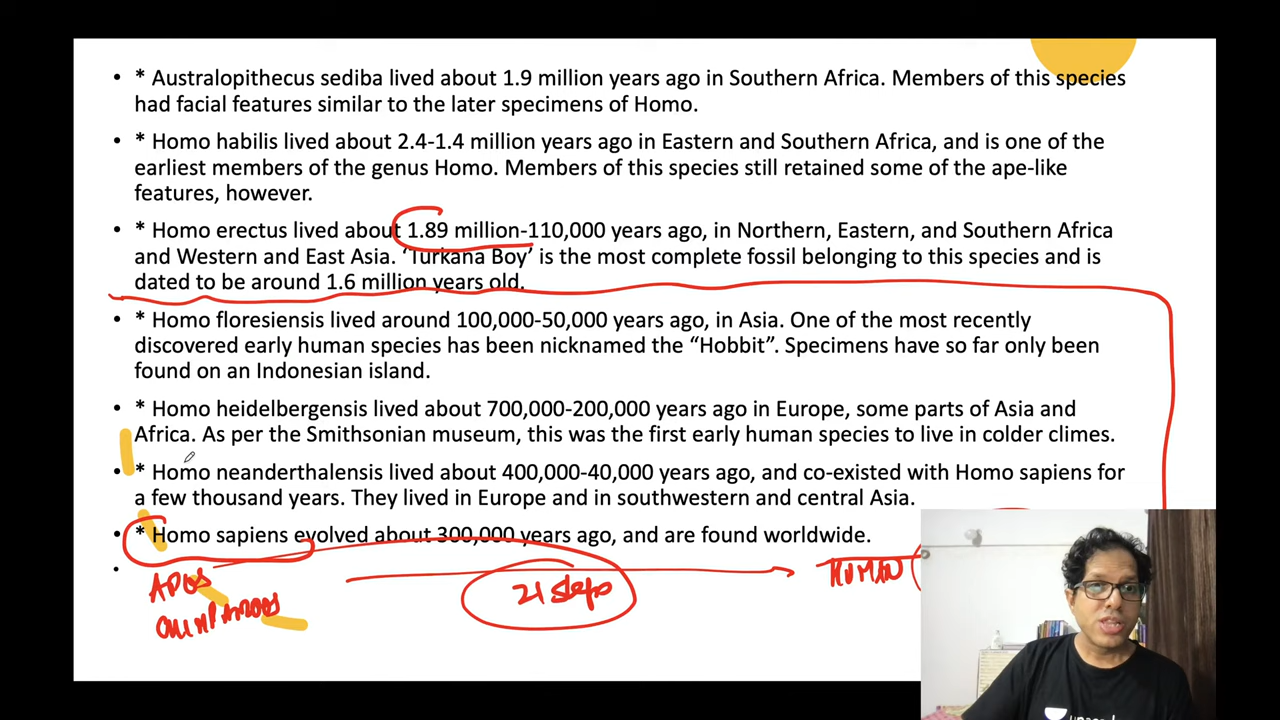 • * Australopithecus sediba lived about 1.9 million years ago in Southern Africa. Members of this species
had facial features similar to the later specimens of Homo.
• * Homo habilis lived about 2.4-1.4 million years ago in Eastern and Southern Africa, and is one of the
earliest members of the genus Homo. Members of this species still retained some of the ape-like
features, however.
• * Homo erectus lived about 1.89 million-110,000 years ago, in Northern, Eastern, and Southern Africa
and Western and East Asia. ‘Turkana Boy’ is the most complete fossil belonging to this species and is
dated to be around 1.6 million years old.
• * Homo floresiensis lived around 100,000-50,000 years ago, in Asia. One of the most recently
discovered early human species has been nicknamed the “Hobbit”. Specimens have so far only been
found on an Indonesian island.
• * Homo heidelbergensis lived about 700,000-200,000 years ago in Europe, some parts of Asia and
Africa. As per the Smithsonian museum, this was the first early human species to live in colder climes.
• * Homo neanderthalensis lived about 400,000-40,000 years ago, and co-existed with Homo sapiens for
a few thousand years. They lived in Europe and in southwestern and central Asia.
• * Homo sapiens evolved about 300,000 years ago, and are found worldwide.
•
APES
21 steps
HUMAN